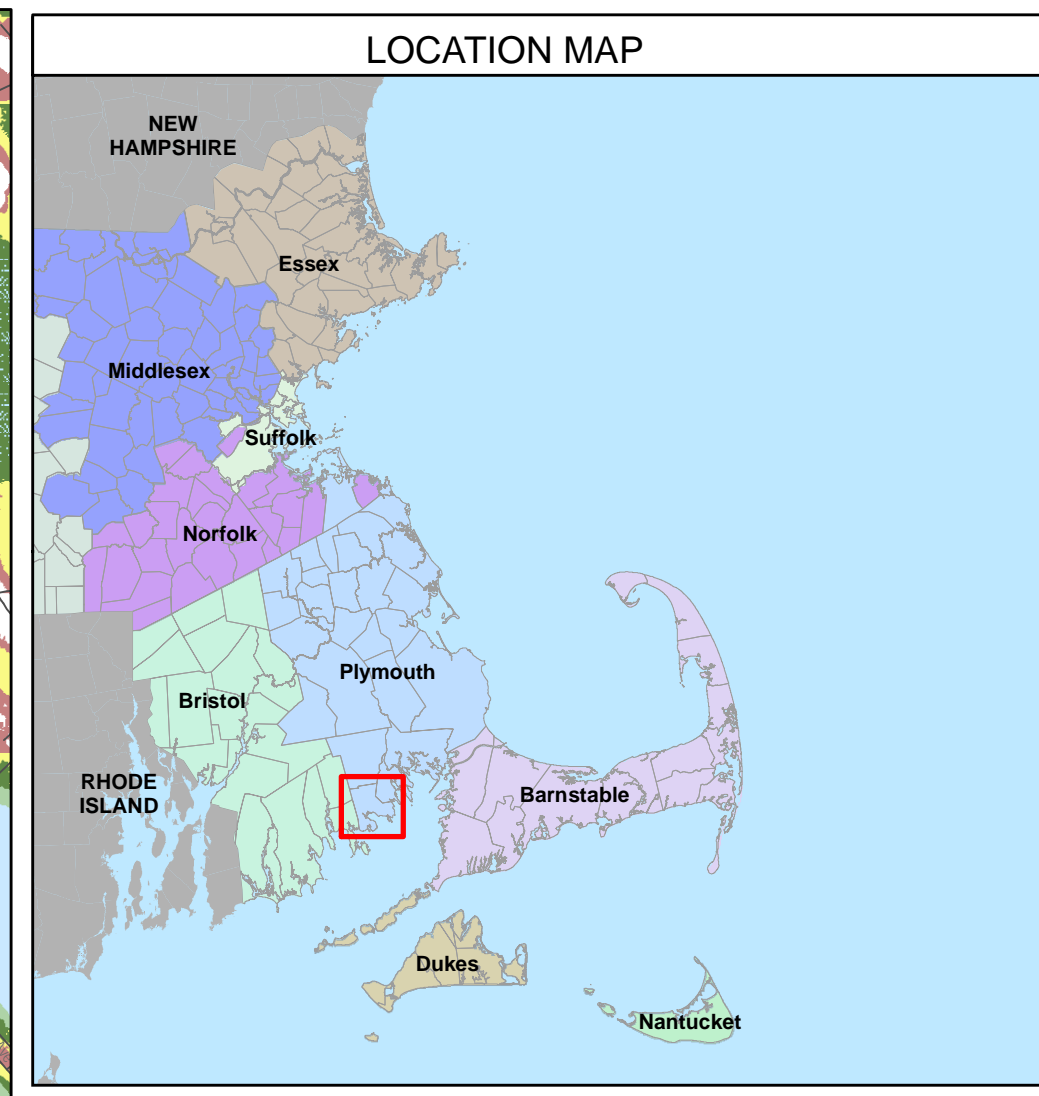 LOCATION MAP
NEW
HAMPSHIRE
Essex
Middlesex
Suffolk
Norfolk
Plymouth
Bristol
RHODE
ISLAND
Barnstable
Dukes
Nantucket